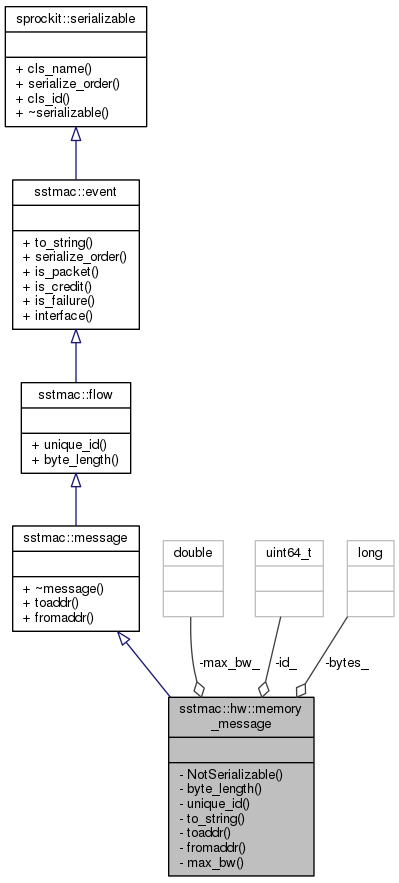 sprockit::serializable
+ cls_name()
+ serialize_order()
+ cls_id()
+ ~serializable()
sstmac::event
+ to_string()
+ serialize_order()
+ is_packet()
+ is_credit()
+ is_failure()
+ interface()
sstmac::flow
+ unique_id()
+ byte_length()
sstmac::message
+ ~message()
+ toaddr()
+ fromaddr()
double
uint64_t
long
-max_bw_
-id_
-bytes_
sstmac::hw::memory
_message
- NotSerializable()
- byte_length()
- unique_id()
- to_string()
- toaddr()
- fromaddr()
- max_bw()